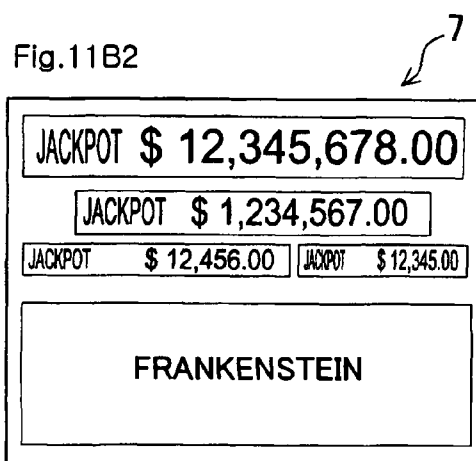 7
Fig.11B2
JACKPOT $ 12,345,678.00
JACKPOT $ 1,234,567.00
JACKPOT $ 12,456.00 JACKPOT $ 12,345.00
FRANKENSTEIN